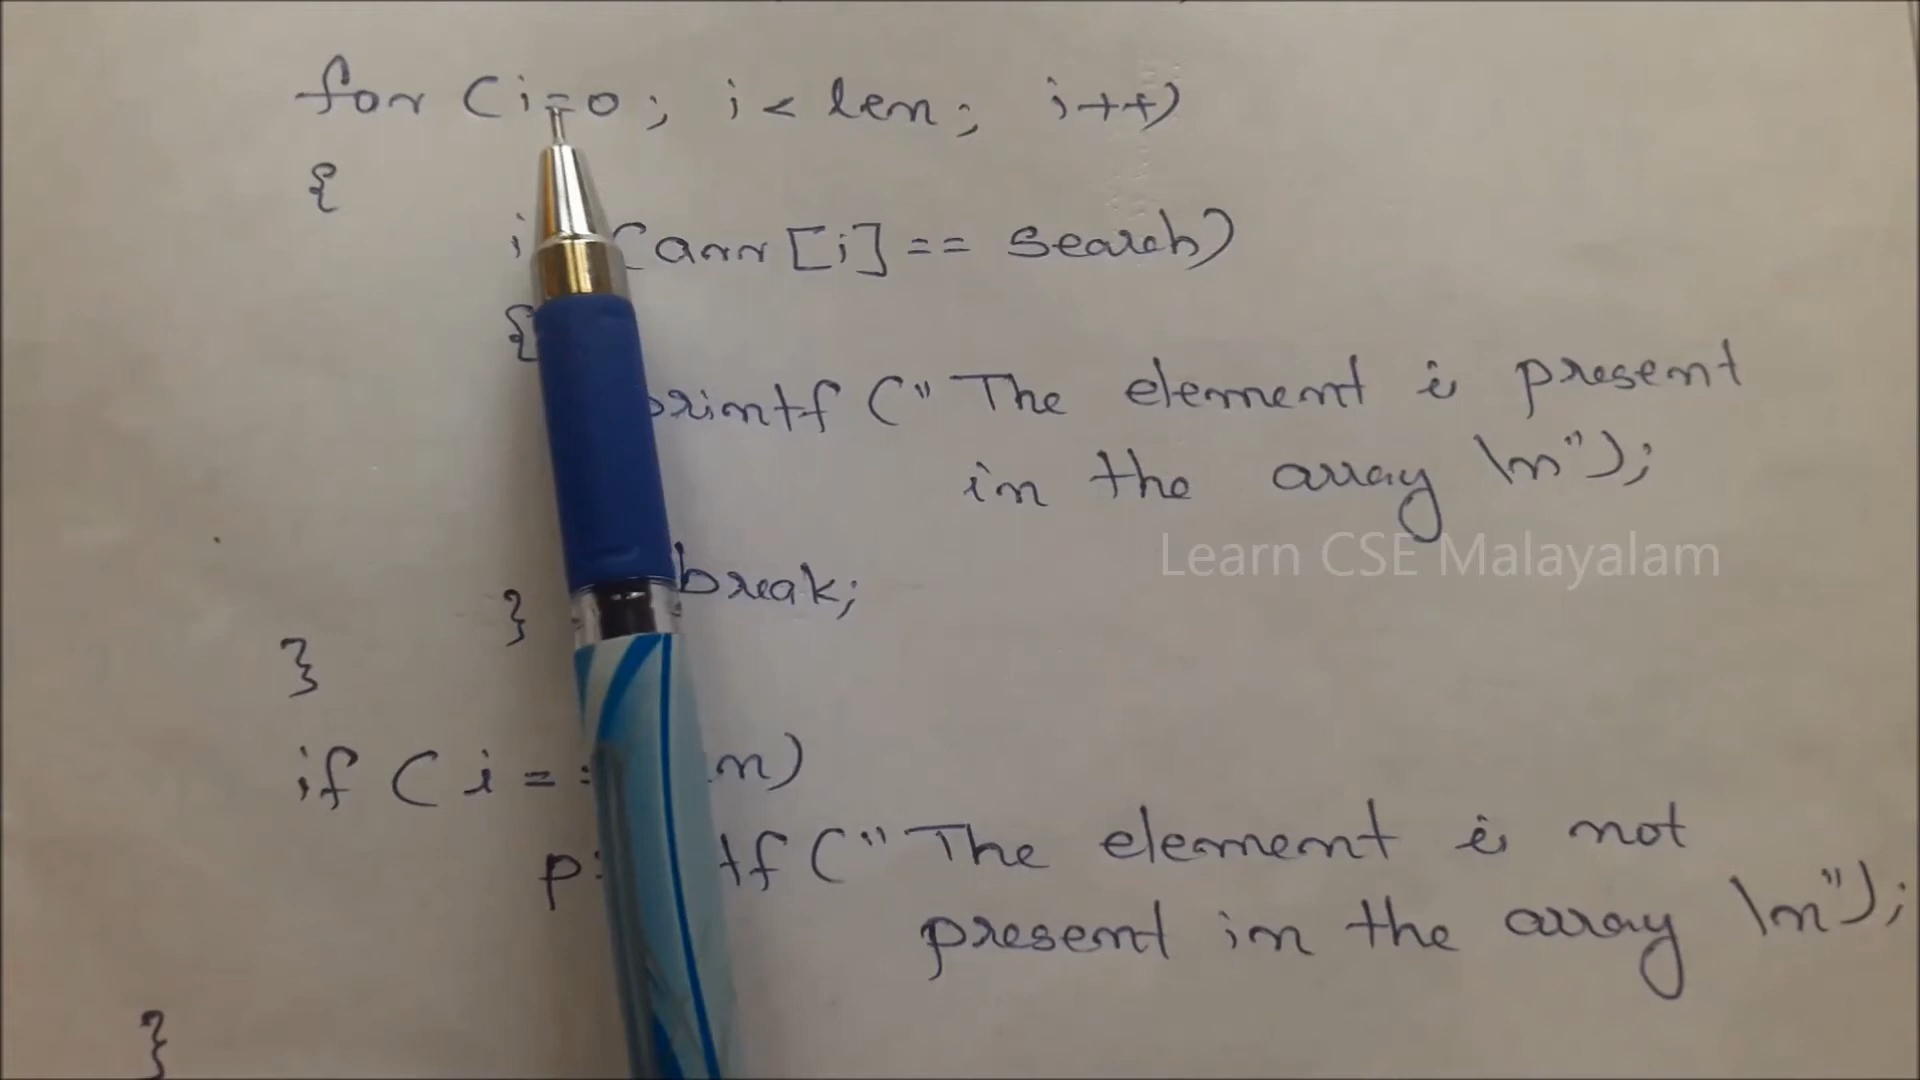 for (i=0; i< len; i++)
{
(arr[i] == search)
{
printf (" The element is present
in the array \n");
Learn CSE Malayalam
break;
}
}
if ( i =
printf (" The element is not
present in the array \n");
}